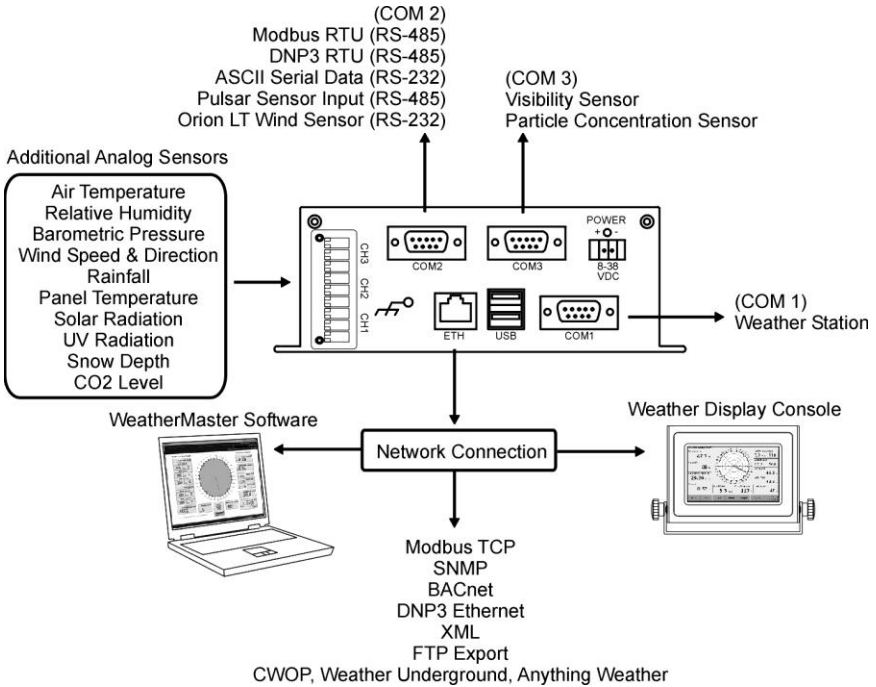 (COM 2)
Modbus RTU (RS-485)
DNP3 RTU (RS-485)
ASCII Serial Data (RS-232)
Pulsar Sensor Input (RS-485)
Orion LT Wind Sensor (RS-232)
(COM 3)
Visibility Sensor
Particle Concentration Sensor
Additional Analog Sensors
Air Temperature
Relative Humidity
Barometric Pressure
Wind Speed & Direction
Rainfall
Panel Temperature
Solar Radiation
UV Radiation
Snow Depth
CO2 Level
CH3
CH2
CH1
COM2
COM3
POWER
+ -
8-38
VDC
ETH
USB
COM1
(COM 1)
Weather Station
WeatherMaster Software
Network Connection
Weather Display Console
Modbus TCP
SNMP
BACnet
DNP3 Ethernet
XML
FTP Export
CWOP, Weather Underground, Anything Weather